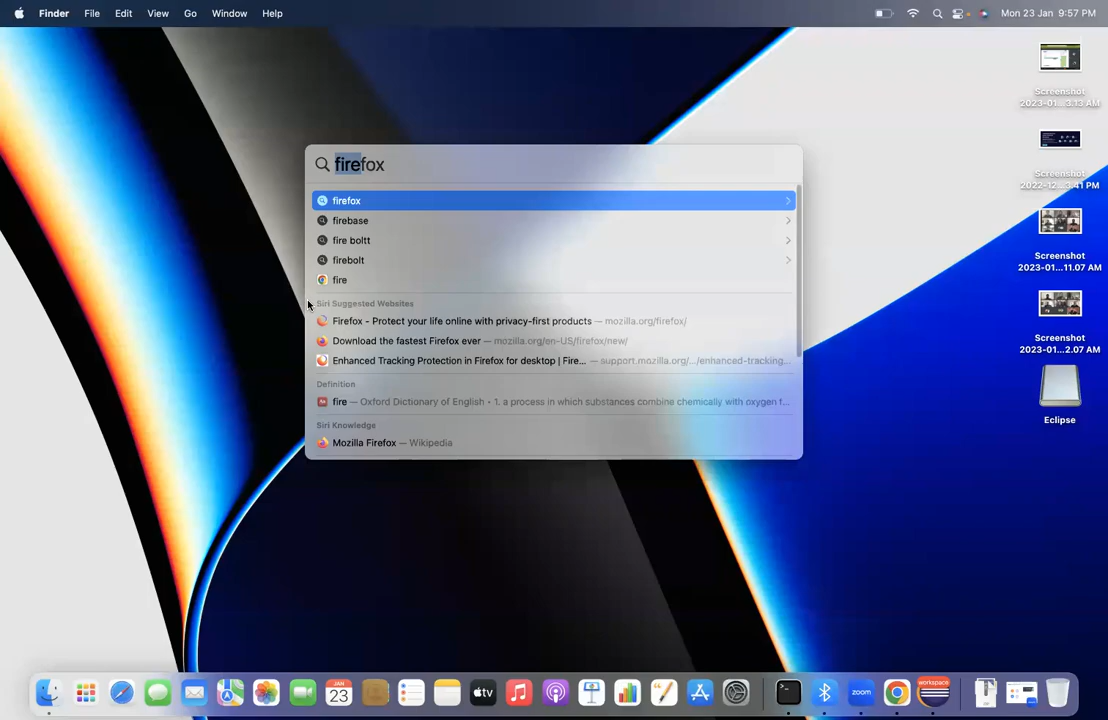 Finder File Edit View Go Window Help Mon 23 Jan 9:57 PM
firefox
firefox
firebase
fire boltt
firebolt
fire
Siri Suggested Websites
Firefox - Protect your life online with privacy-first products — mozilla.org/firefox/
Download the fastest Firefox ever — mozilla.org/en-US/firefox/new/
Enhanced Tracking Protection in Firefox for desktop | Fire... — support.mozilla.org/.../enhanced-tracking...
Definition
fire — Oxford Dictionary of English • 1. a process in which substances combine chemically with oxygen f...
Siri Knowledge
Mozilla Firefox — Wikipedia
Screenshot
2023-01...3.13 AM
Screenshot
2022-12...3.41 PM
Screenshot
2023-01...11.07 AM
Screenshot
2023-01...2.07 AM
Eclipse
JAN
23
tv
zoom
workspace